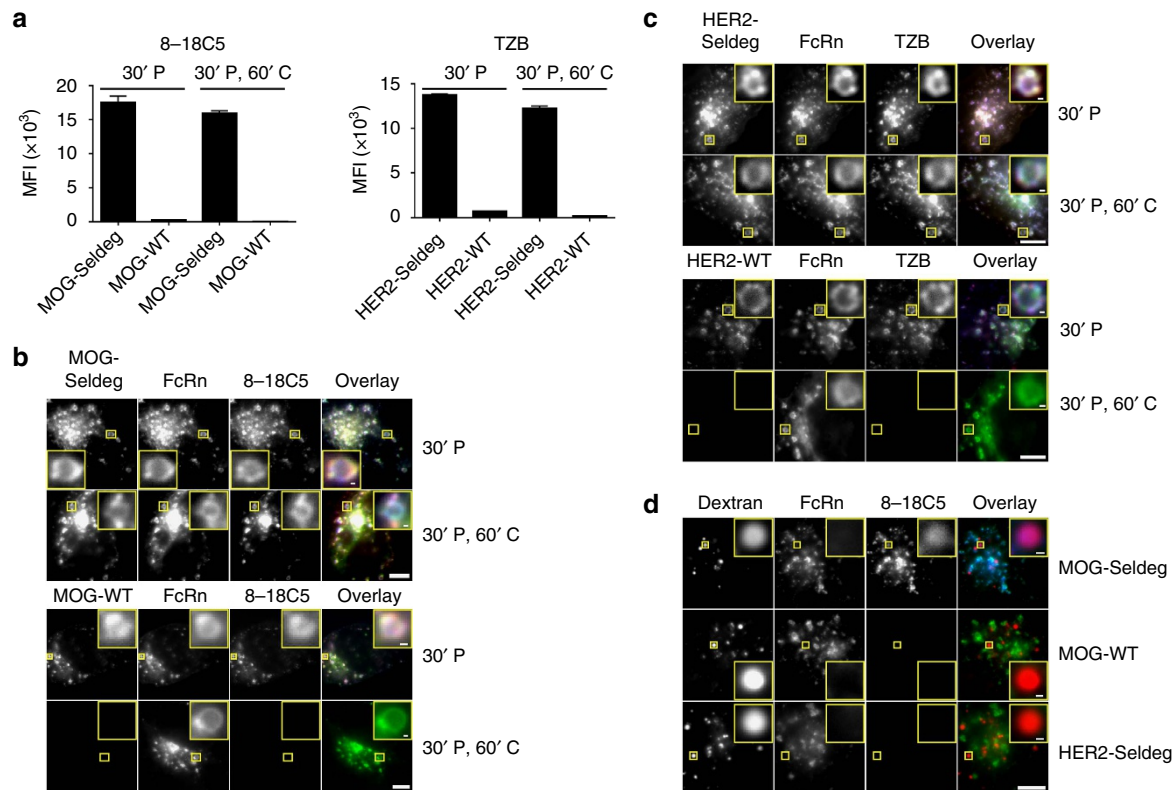 a
8–18C5
30′ P
30′ P, 60′ C
MFI (×10³)
20
15
10
5
0
MOG-Seldeg
MOG-WT
MOG-Seldeg
MOG-WT
TZB
30′ P
30′ P, 60′ C
MFI (×10³)
15
10
5
0
HER2-Seldeg
HER2-WT
HER2-Seldeg
HER2-WT
b
MOG-
Seldeg
FcRn
8–18C5
Overlay
30′ P
30′ P, 60′ C
MOG-WT
FcRn
8–18C5
Overlay
30′ P
30′ P, 60′ C
c
HER2-
Seldeg
FcRn
TZB
Overlay
30′ P
30′ P, 60′ C
HER2-WT
FcRn
TZB
Overlay
30′ P
30′ P, 60′ C
d
Dextran
FcRn
8–18C5
Overlay
MOG-Seldeg
MOG-WT
HER2-Seldeg